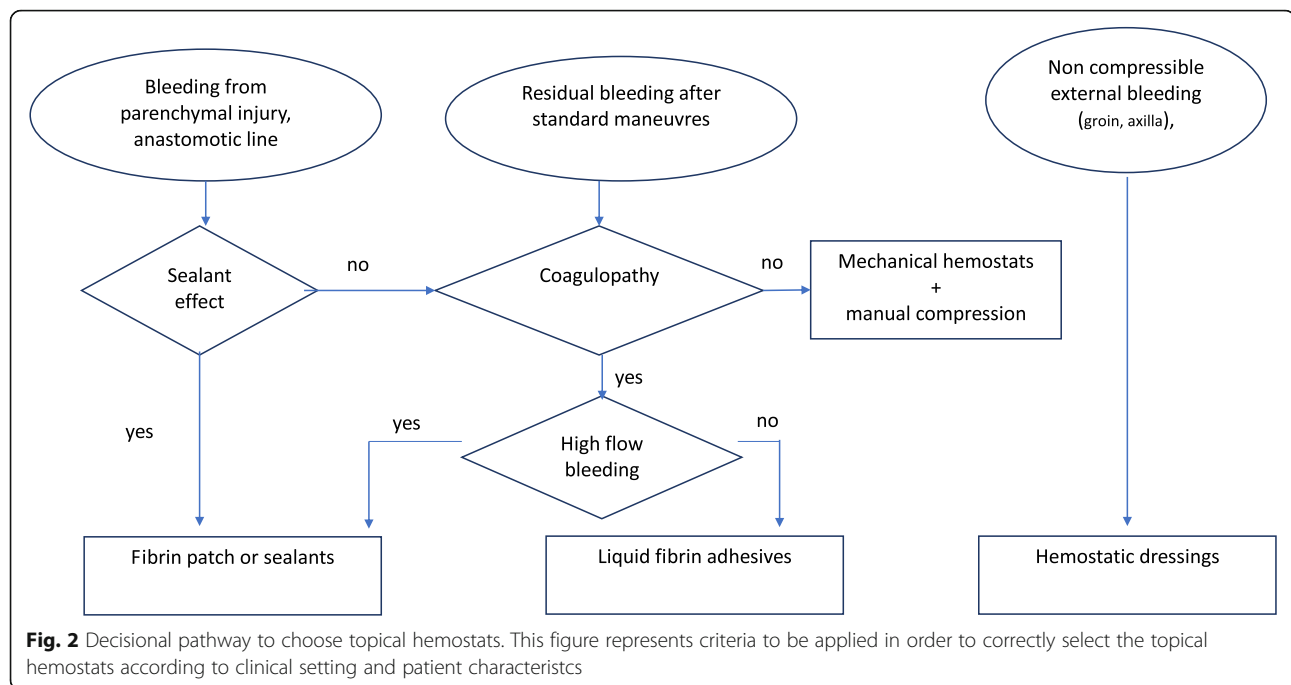 Bleeding from
parenchymal injury,
anastomotic line
Residual bleeding after
standard maneuvres
Non compressible
external bleeding
(groin, axilla),
Sealant
effect
no
Coagulopathy
no
Mechanical hemostats
+
manual compression
yes
yes
yes
High flow
bleeding
no
Fibrin patch or sealants
Liquid fibrin adhesives
Hemostatic dressings
Fig. 2 Decisional pathway to choose topical hemostats. This figure represents criteria to be applied in order to correctly select the topical
hemostats according to clinical setting and patient characteristcs